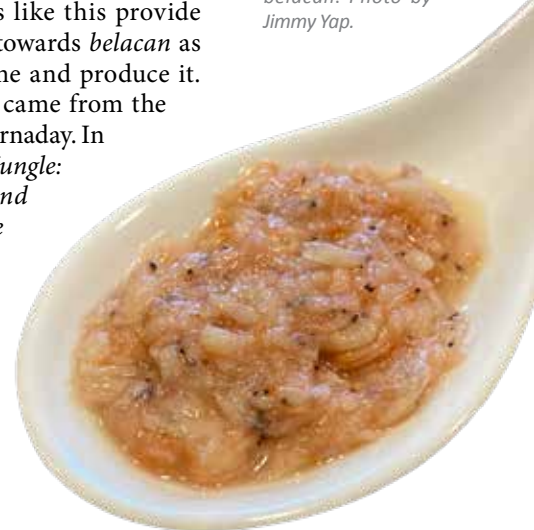 s like this provide
towards belacan as
ne and produce it.
came from the
rnaday. In
ungle:
nd
e
belacan. Photo by
Jimmy Yap.